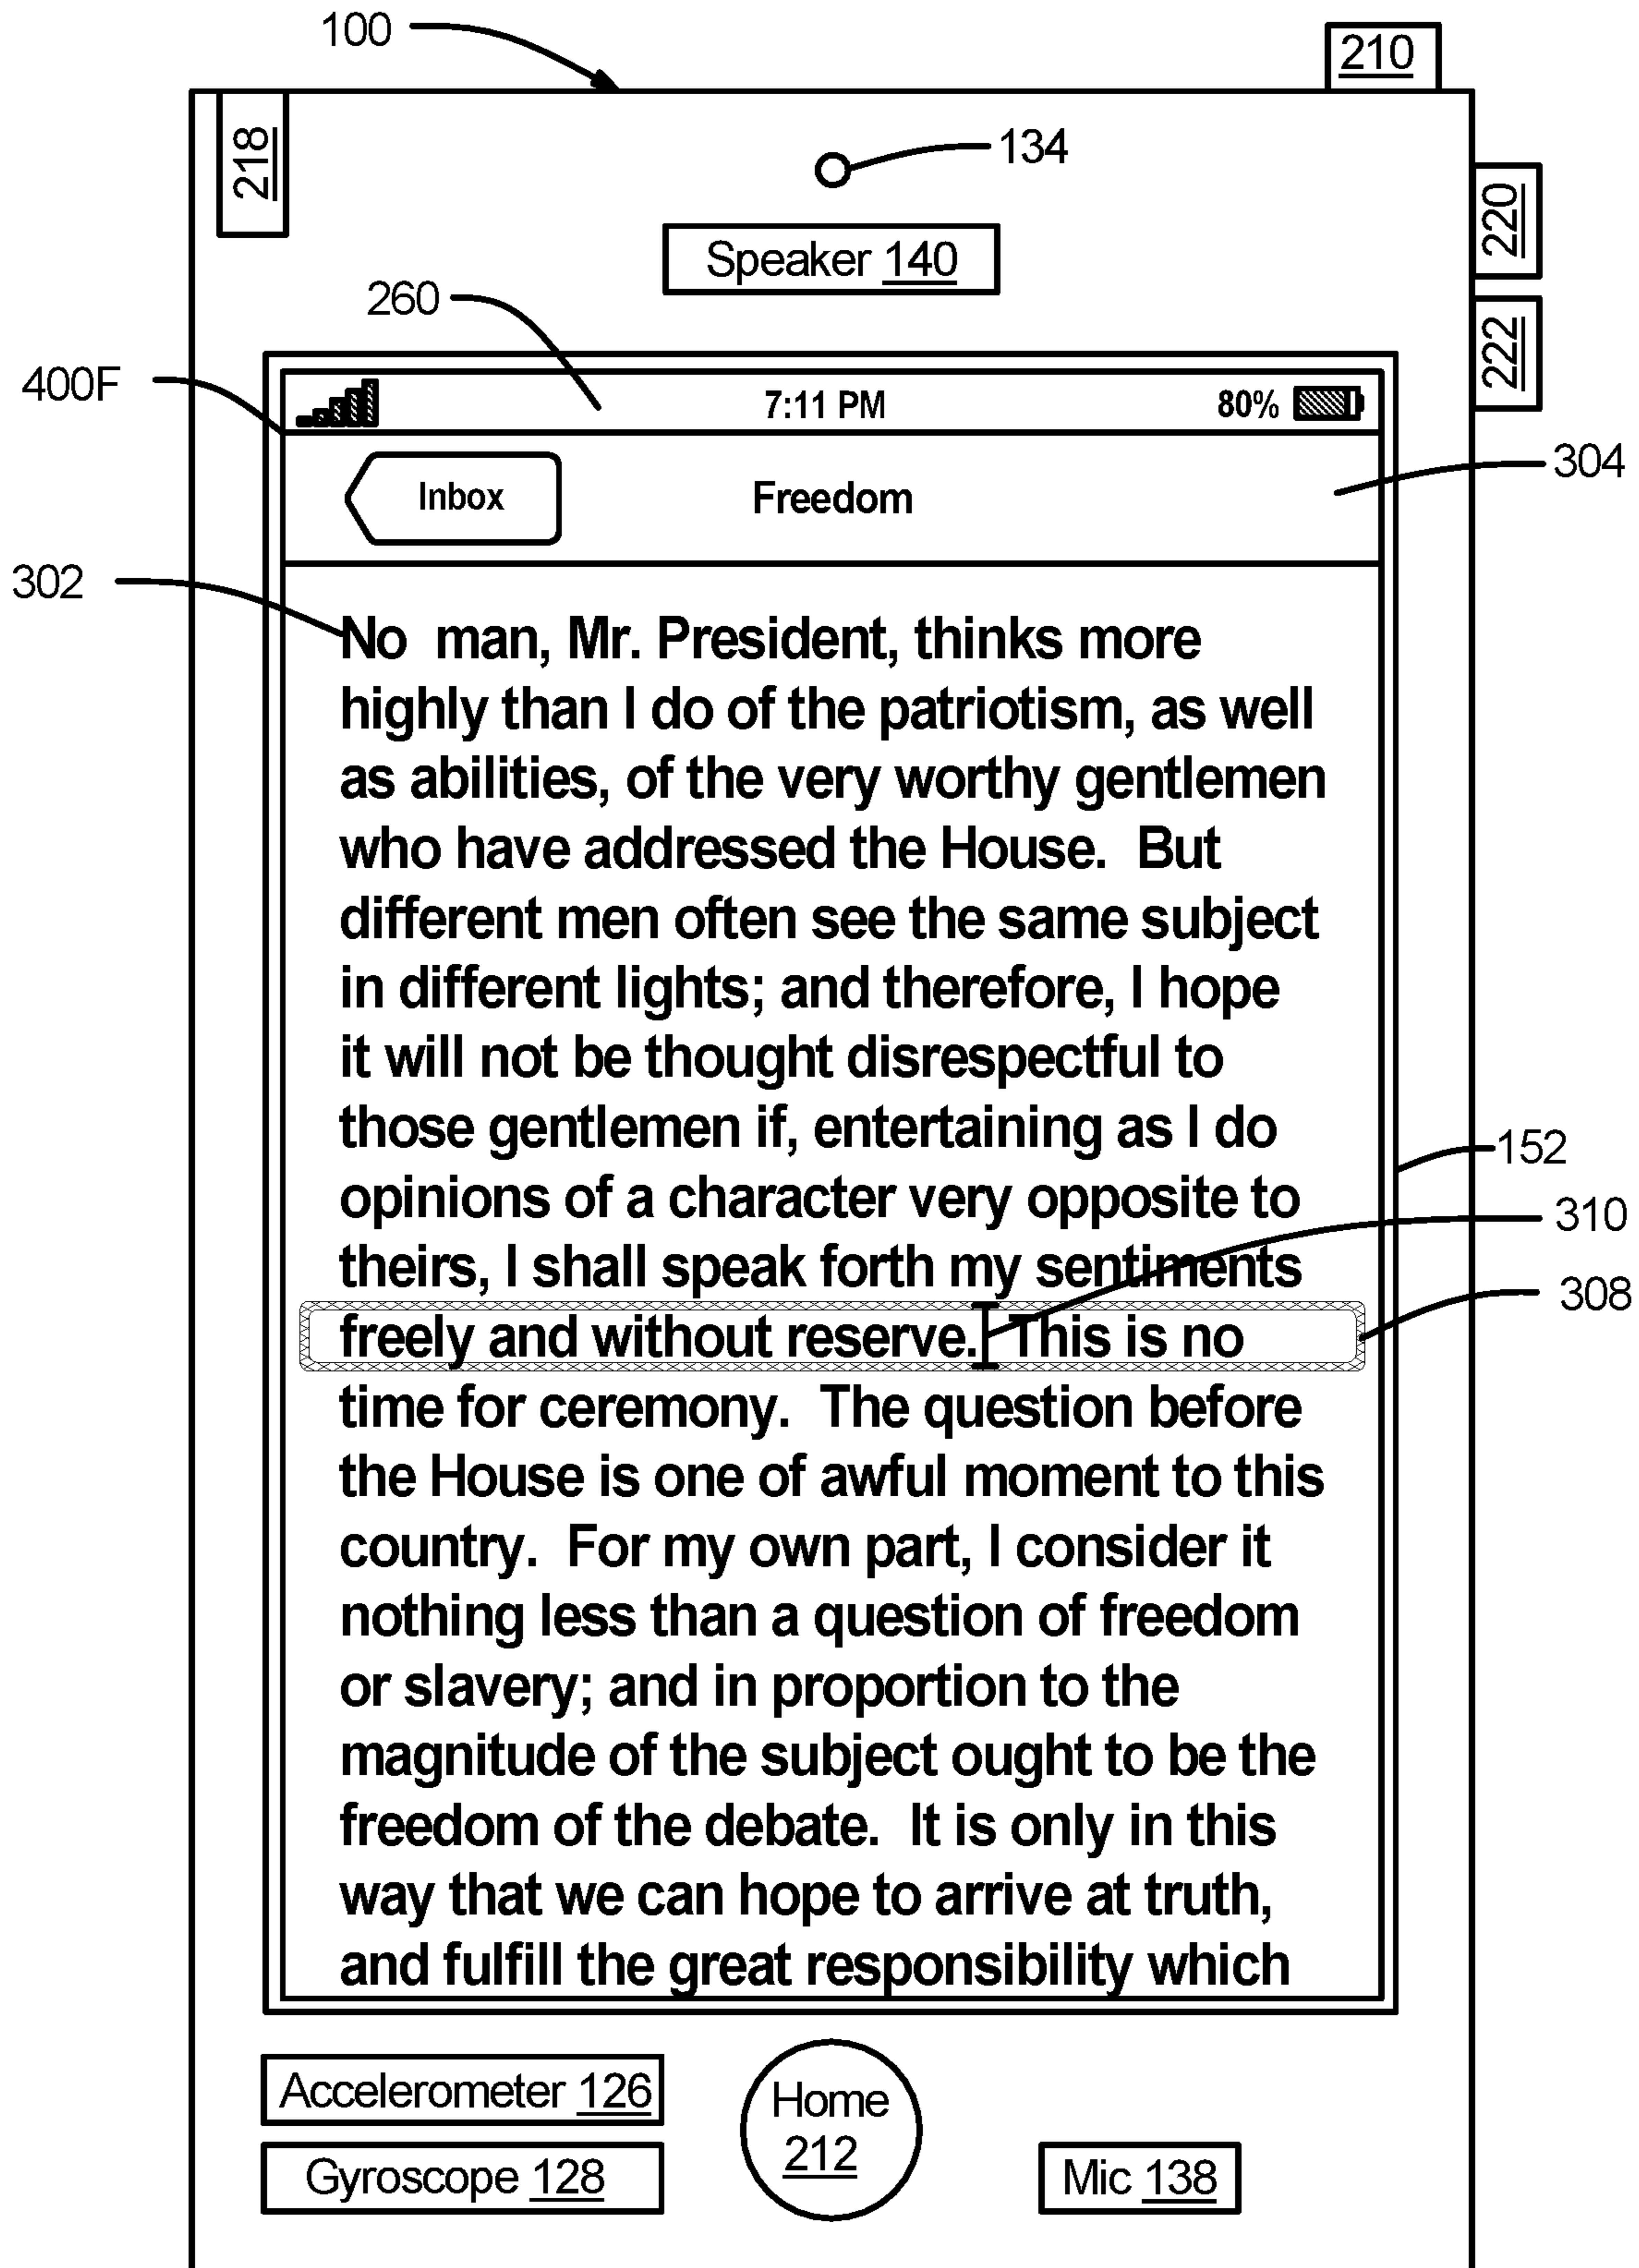 100
210
218
134
220
Speaker 140
260
222
400F
7:11 PM
80%
304
Inbox
Freedom
302
No man, Mr. President, thinks more
highly than I do of the patriotism, as well
as abilities, of the very worthy gentlemen
who have addressed the House. But
different men often see the same subject
in different lights; and therefore, I hope
it will not be thought disrespectful to
those gentlemen if, entertaining as I do
152
opinions of a character very opposite to
310
theirs, I shall speak forth my sentiments
308
freely and without reserve. This is no
time for ceremony. The question before
the House is one of awful moment to this
country. For my own part, I consider it
nothing less than a question of freedom
or slavery; and in proportion to the
magnitude of the subject ought to be the
freedom of the debate. It is only in this
way that we can hope to arrive at truth,
and fulfill the great responsibility which
Accelerometer 126
Home
212
Gyroscope 128
Mic 138